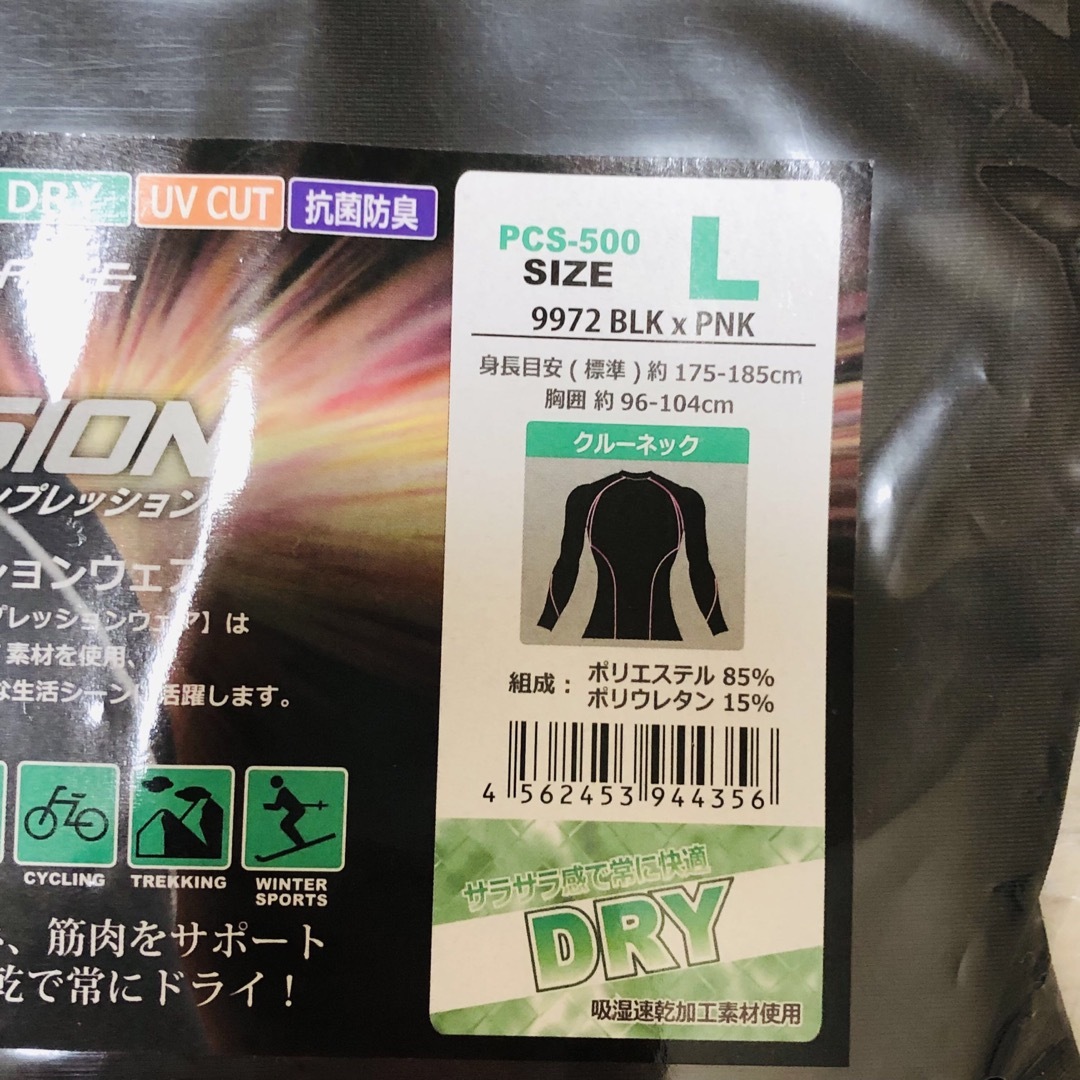 DRY
UV CUT
抗菌防臭
SION
ンプレッション
ションウェア
プレッションウェア】は
素材を使用、
な生活シーン 活躍します。
CYCLING
TREKKING
WINTER
SPORTS
、筋肉をサポート
乾で常にドライ！
PCS-500
SIZE
L
9972 BLK x PNK
身長目安(標準)約 175-185cm
胸囲 約 96-104cm
クルーネック
組成： ポリエステル 85%
ポリウレタン 15%
4 562453 944356
サラサラ感で常に快適
DRY
吸湿速乾加工素材使用